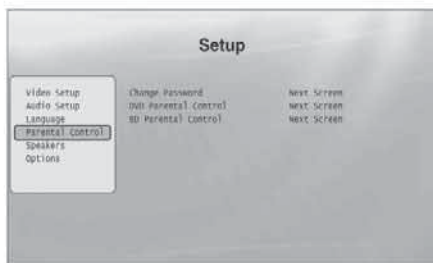 Setup
Video Setup
Audio Setup
Language
Parental Control
Speakers
Options
Change Password Next Screen
DVD Parental Control Next Screen
BD Parental Control Next Screen